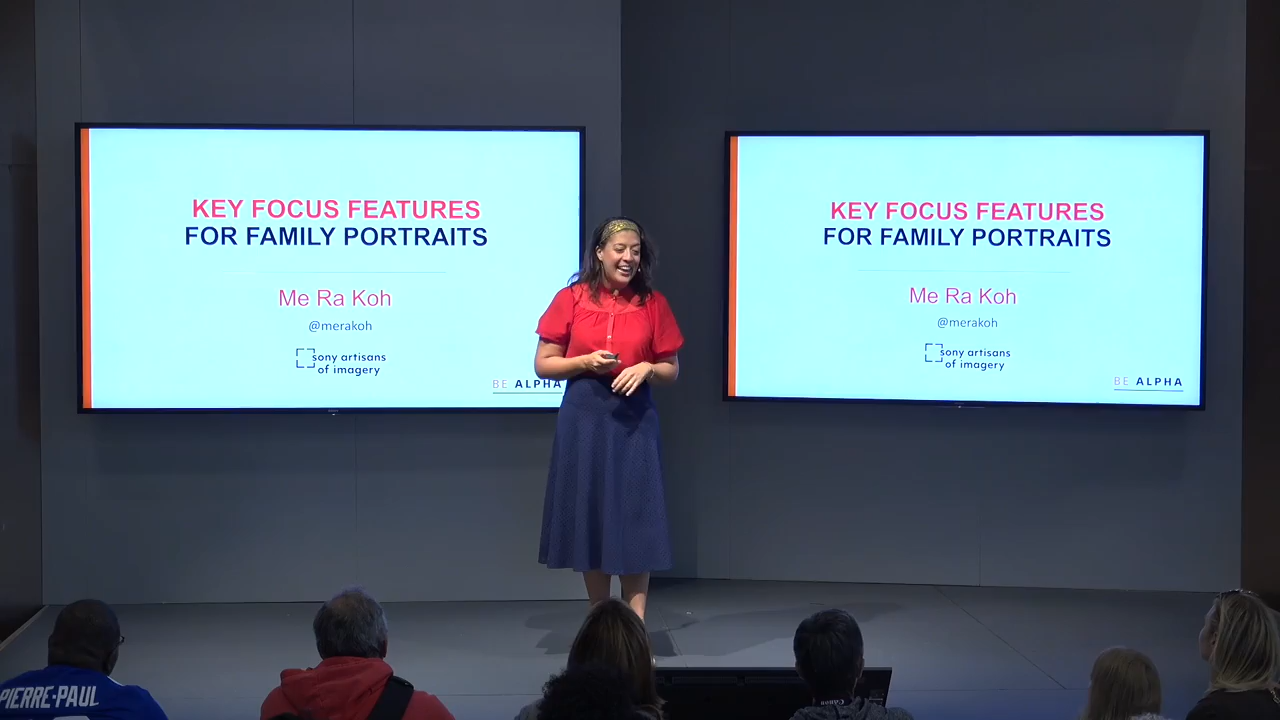 KEY FOCUS FEATURES
FOR FAMILY PORTRAITS
Me Ra Koh
@merakoh
sony artisans
of imagery
BE ALPHA
KEY FOCUS FEATURES
FOR FAMILY PORTRAITS
Me Ra Koh
@merakoh
sony artisans
of imagery
BE ALPHA
PIERRE-PAUL
Canon